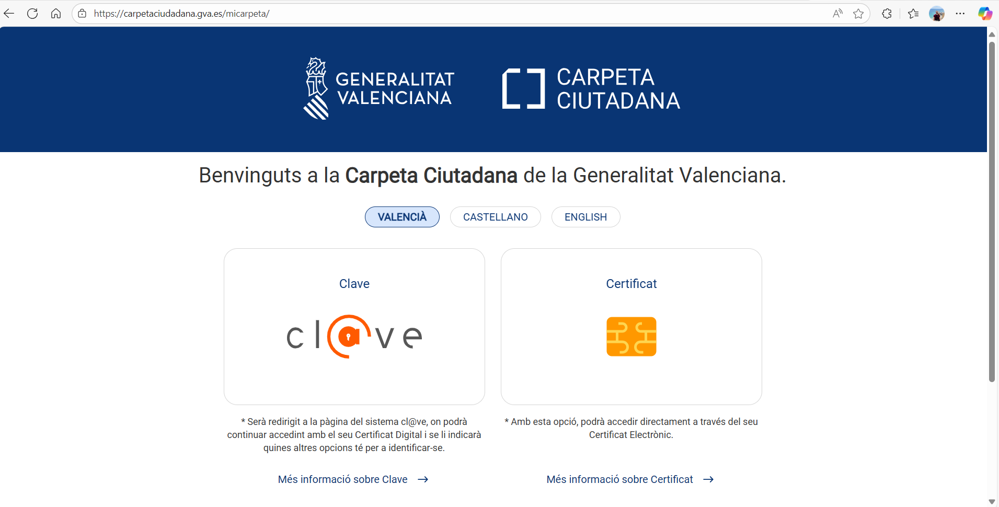 https://carpetaciudadana.gva.es/micarpeta/
GENERALITAT
VALENCIANA
CARPETA
CIUTADANA
Benvinguts a la Carpeta Ciutadana de la Generalitat Valenciana.
VALENCIÀ
CASTELLANO
ENGLISH
Clave
cl@ve
* Serà redirigit a la pàgina del sistema cl@ve, on podrà
continuar accedint amb el seu Certificat Digital i se li indicarà
quines altres opcions té per a identificar-se.
Més informació sobre Clave →
Certificat
* Amb esta opció, podrà accedir directament a través del seu
Certificat Electrònic.
Més informació sobre Certificat →